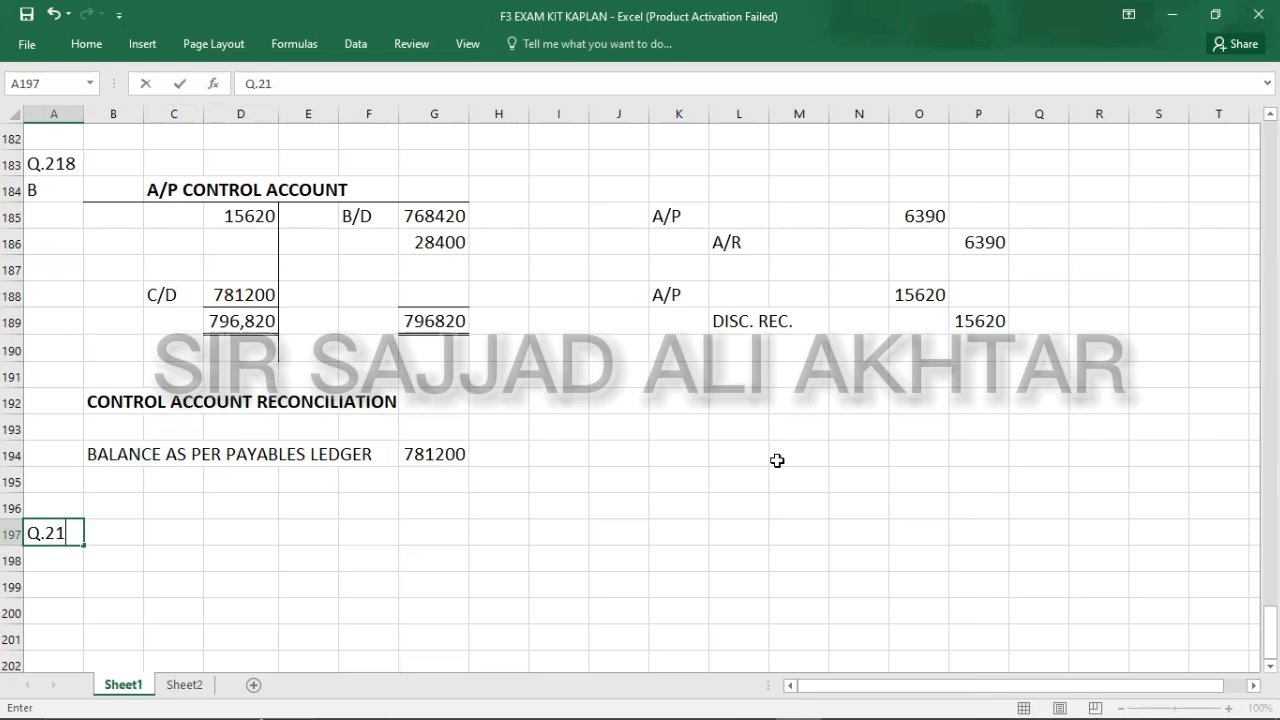 F3 EXAM KIT KAPLAN - Excel (Product Activation Failed)
File Home Insert Page Layout Formulas Data Review View Tell me what you want to do... Share
A197 fx Q.21
A B C D E F G H I J K L M N O P Q R S T
182
183 Q.218
184 B A/P CONTROL ACCOUNT
185 15620 B/D 768420 A/P 6390
186 28400 A/R 6390
187
188 C/D 781200 A/P 15620
189 796,820 796820 DISC. REC. 15620
190
SIR SAJJAD ALI AKHTAR
191
192 CONTROL ACCOUNT RECONCILIATION
193
194 BALANCE AS PER PAYABLES LEDGER 781200
195
196
197 Q.21
198
199
200
201
202
Sheet1 Sheet2
Enter 100%